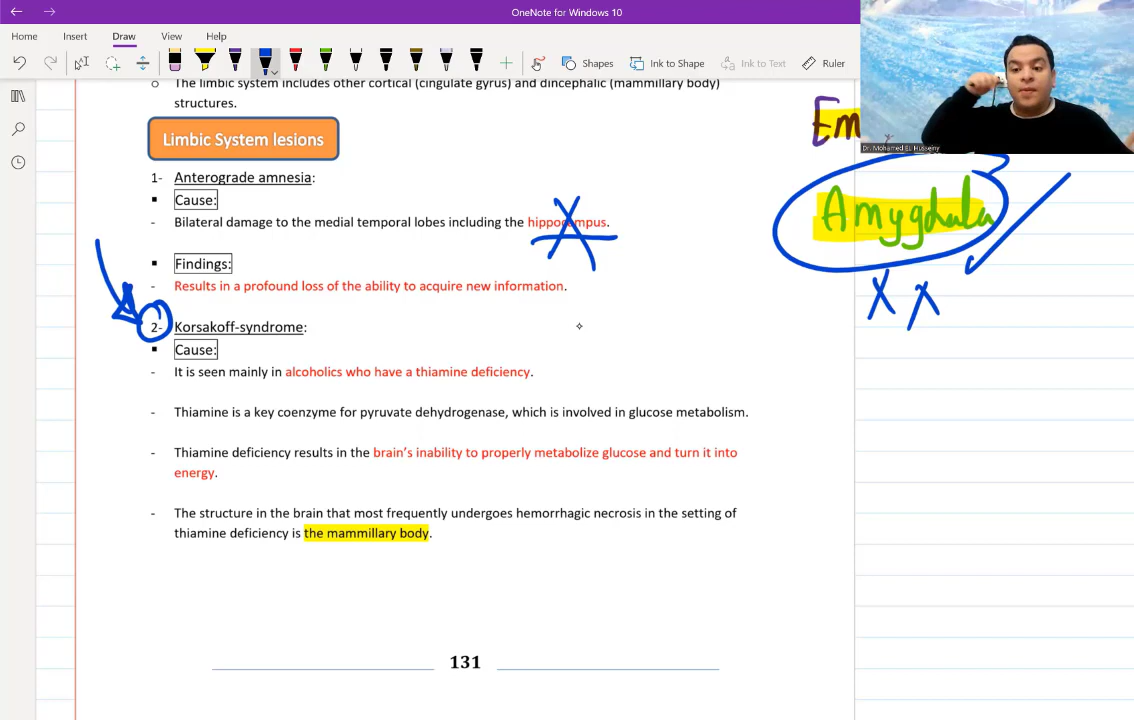 OneNote for Windows 10
Home Insert Draw View Help
Shapes Ink to Shape Ink to Text Ruler
The limbic system includes other cortical (cingulate gyrus) and dincephalic (mammillary body)
structures.
Em
Dr. Mohamed EL Husseiny
Limbic System lesions
1- Anterograde amnesia:
Cause:
Amygdala
- Bilateral damage to the medial temporal lobes including the hippocampus.
Findings:
- Results in a profound loss of the ability to acquire new information.
2- Korsakoff-syndrome:
Cause:
- It is seen mainly in alcoholics who have a thiamine deficiency.
- Thiamine is a key coenzyme for pyruvate dehydrogenase, which is involved in glucose metabolism.
- Thiamine deficiency results in the brain's inability to properly metabolize glucose and turn it into
energy.
- The structure in the brain that most frequently undergoes hemorrhagic necrosis in the setting of
thiamine deficiency is the mammillary body.
131